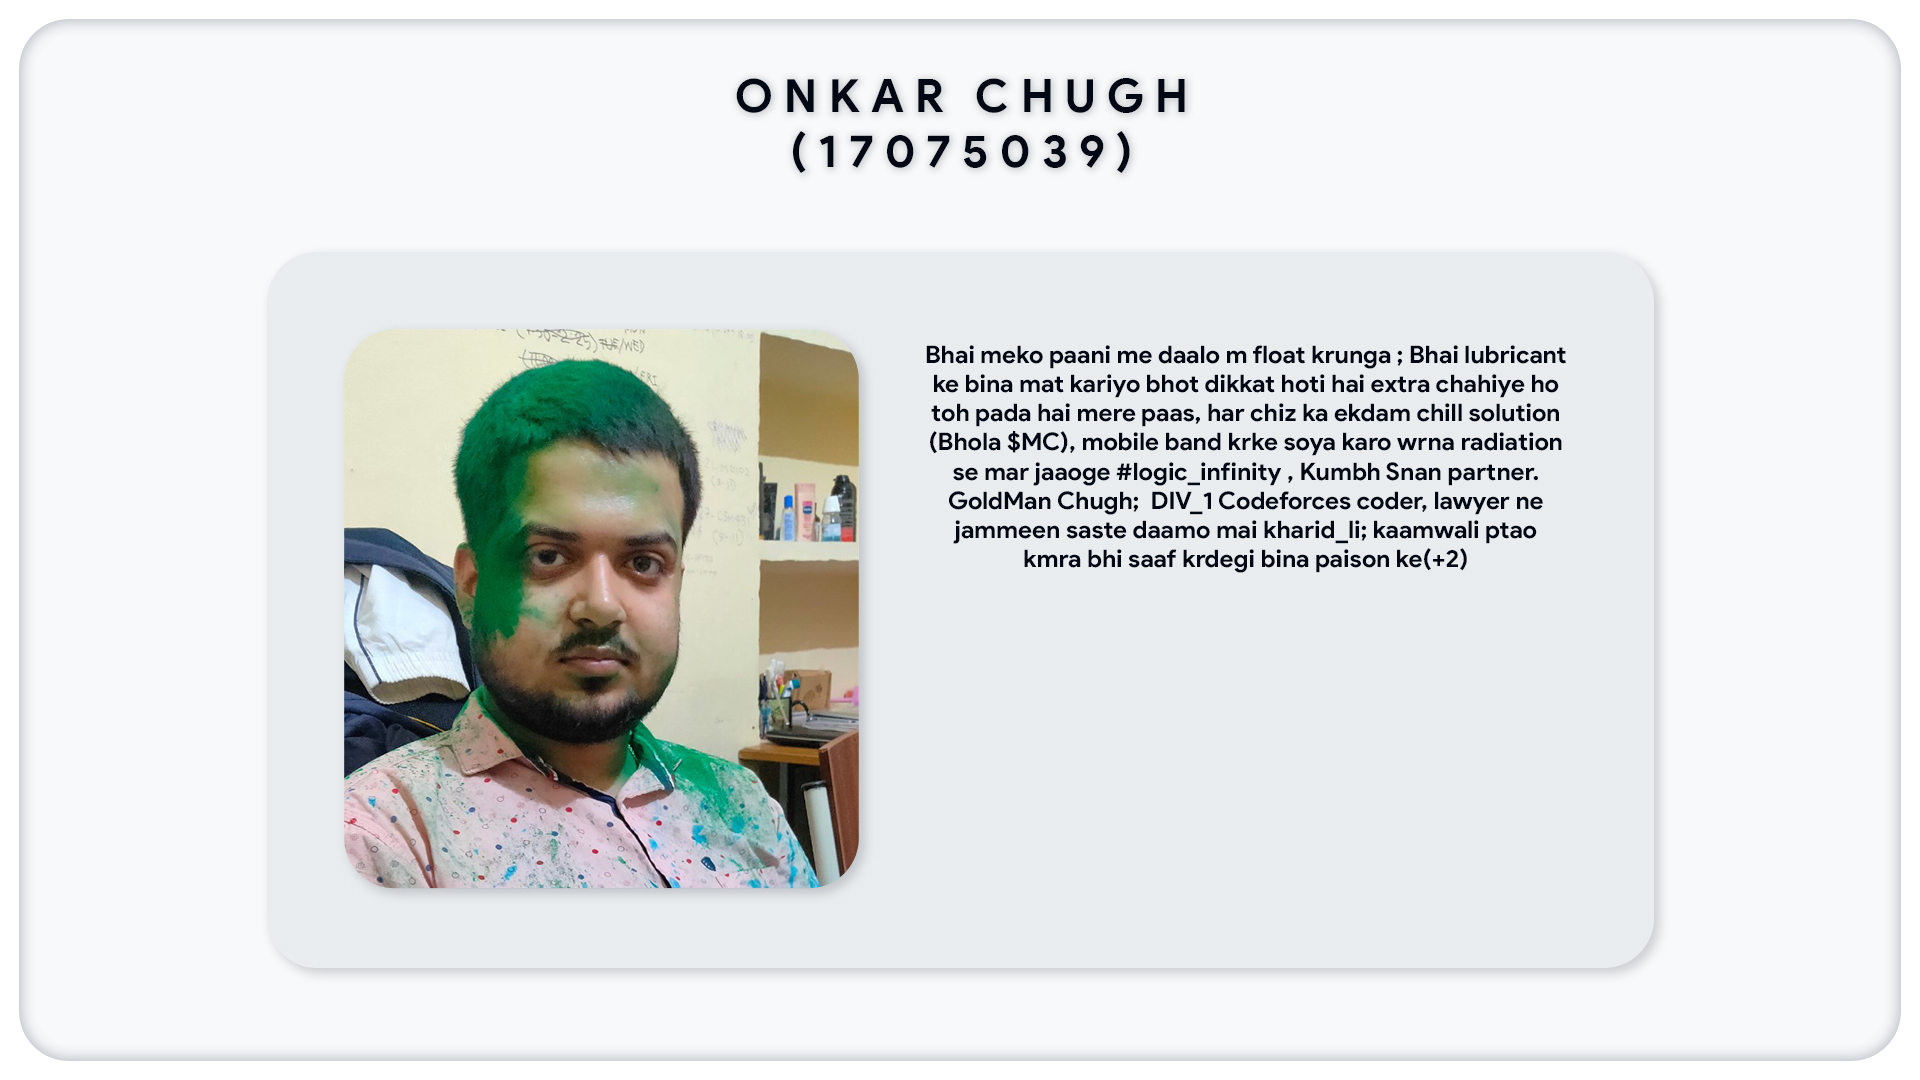 ONKAR CHUGH
(17075039)
TUE/WED
Bhai meko paani me daalo m float krunga ; Bhai lubricant
ke bina mat kariyo bhot dikkat hoti hai extra chahiye ho
toh pada hai mere paas, har chiz ka ekdam chill solution
(Bhola $MC), mobile band krke soya karo wrna radiation
se mar jaaoge #logic_infinity , Kumbh Snan partner.
GoldMan Chugh;  DIV_1 Codeforces coder, lawyer ne
jammeen saste daamo mai kharid_li; kaamwali ptao
kmra bhi saaf krdegi bina paison ke(+2)